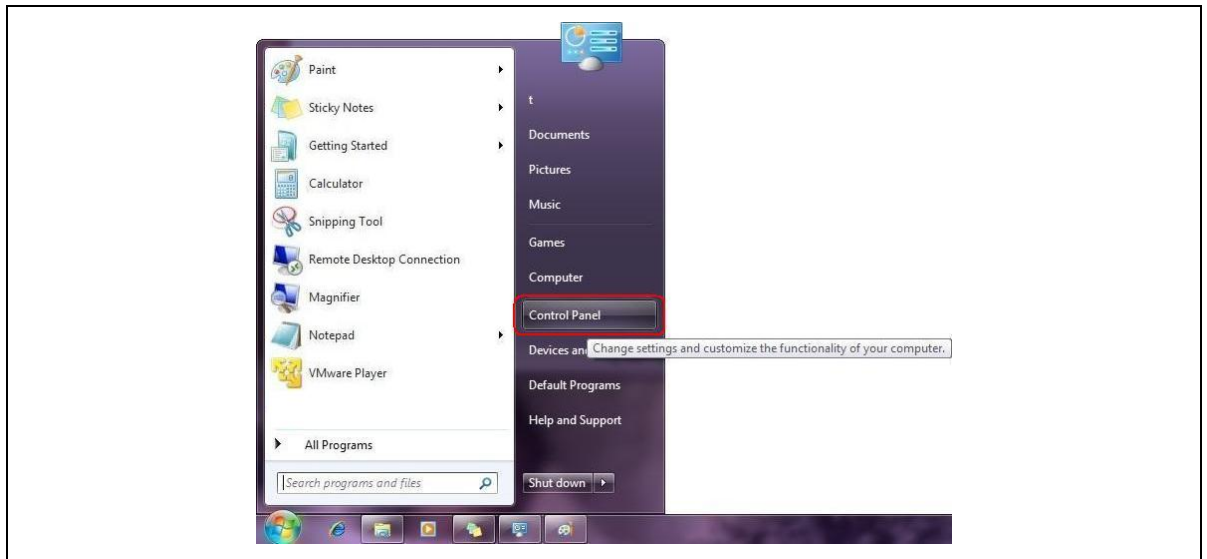 Paint
Sticky Notes
Getting Started
Calculator
Snipping Tool
Remote Desktop Connection
Magnifier
Notepad
VMware Player
All Programs
Search programs and files
t
Documents
Pictures
Music
Games
Computer
Control Panel
Devices an
Change settings and customize the functionality of your computer.
Default Programs
Help and Support
Shut down